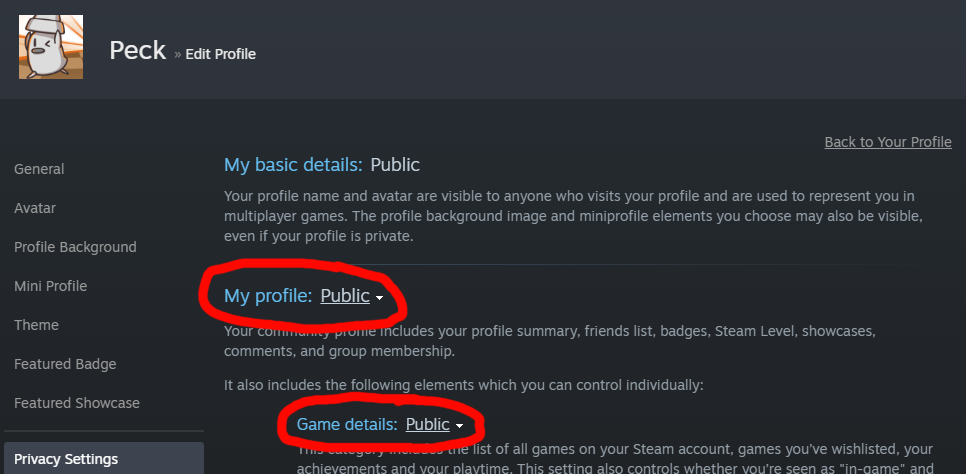 Peck » Edit Profile
Back to Your Profile
General
Avatar
Profile Background
Mini Profile
Theme
Featured Badge
Featured Showcase
Privacy Settings
My basic details: Public
Your profile name and avatar are visible to anyone who visits your profile and are used to represent you in
multiplayer games. The profile background image and miniprofile elements you choose may also be visible,
even if your profile is private.
My profile: Public
Your community profile includes your profile summary, friends list, badges, Steam Level, showcases,
comments, and group membership.
It also includes the following elements which you can control individually:
Game details: Public
This category includes the list of all games on your Steam account, games you've wishlisted, your
achievements and your playtime. This setting also controls whether you're seen as "in-game" and